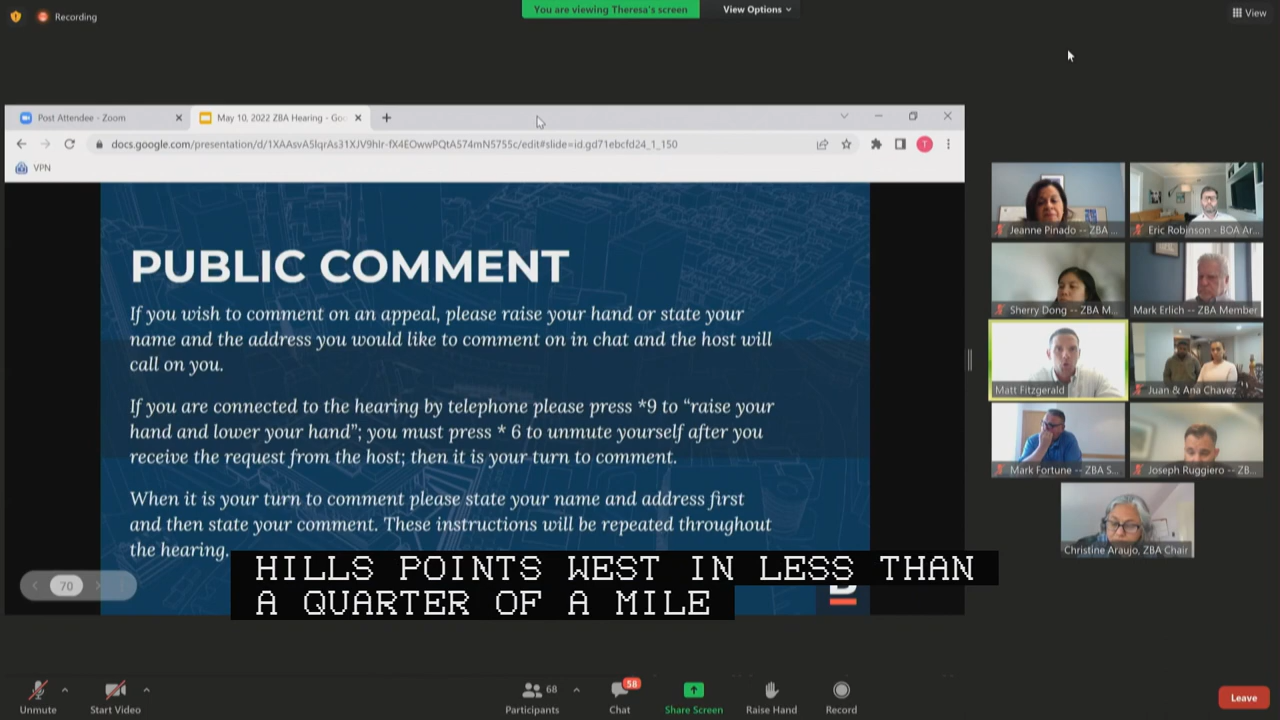 Recording
You are viewing Theresa's screen
View Options
View
Post Attendee - Zoom
May 10, 2022 ZBA Hearing - Goo
docs.google.com/presentation/d/1XAAsvA5lqrAs31XJV9hIr-fX4EOwwPQtA574mN5755c/edit#slide=id.gd71ebcfd24_1_150
T
VPN
PUBLIC COMMENT
If you wish to comment on an appeal, please raise your hand or state your
name and the address you would like to comment on in chat and the host will
call on you.
If you are connected to the hearing by telephone please press *9 to “raise your
hand and lower your hand”; you must press * 6 to unmute yourself after you
receive the request from the host; then it is your turn to comment.
When it is your turn to comment please state your name and address first
and then state your comment. These instructions will be repeated throughout
the hearing.
70
HILLS POINTS WEST IN LESS THAN
A QUARTER OF A MILE
Jeanne Pinado -- ZBA ...
Eric Robinson - BOA Ar...
Sherry Dong -- ZBA M...
Mark Erlich -- ZBA Member
Matt Fitzgerald
Juan & Ana Chavez
Mark Fortune -- ZBA S...
Joseph Ruggiero -- ZB...
Christine Araujo, ZBA Chair
Unmute
Start Video
68
Participants
58
Chat
Share Screen
Raise Hand
Record
Leave